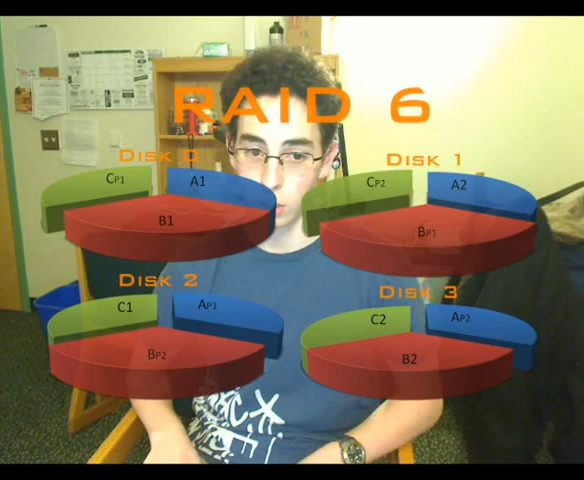 RAID 6
Disk 0
Disk 1
CP1
A1
B1
CP2
A2
BP1
Disk 2
Disk 3
C1
AP1
BP2
C2
AP2
B2